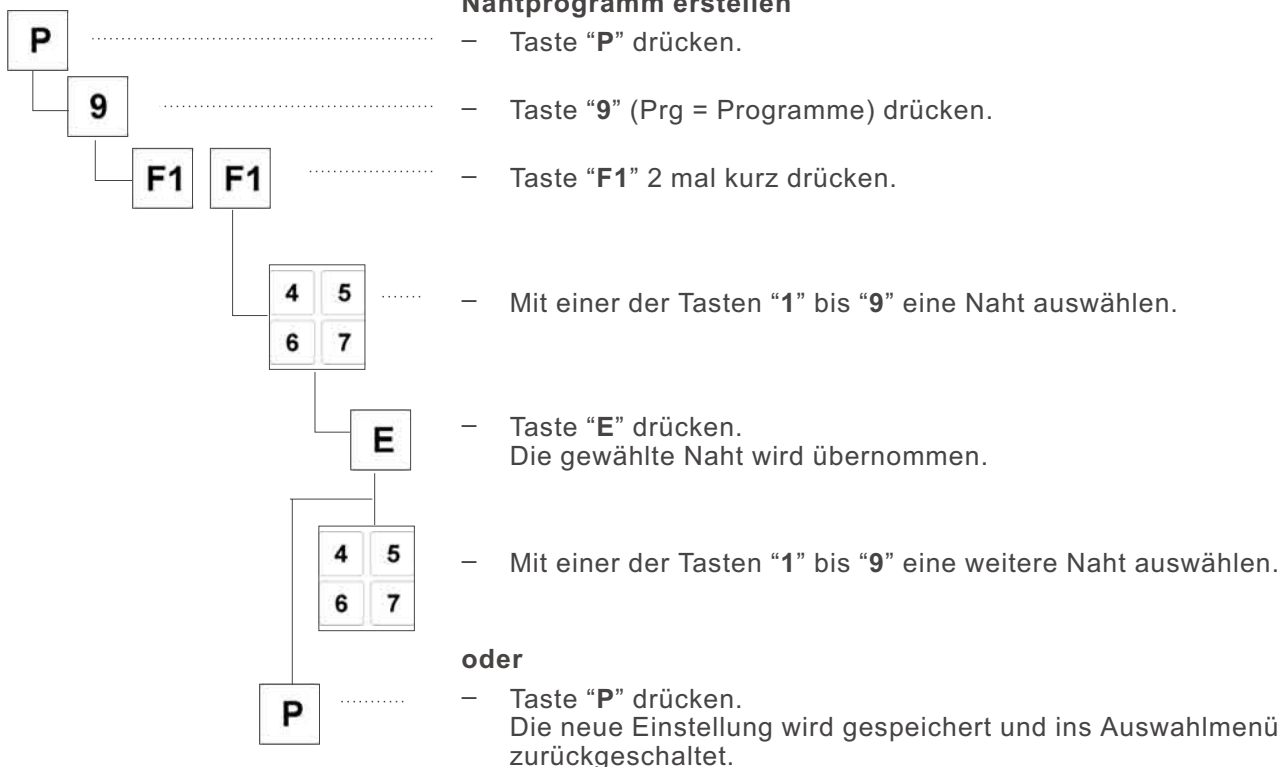 Nahtprogramm erstellen
P
– Taste “P” drücken.
9
– Taste “9” (Prg = Programme) drücken.
F1 F1
– Taste “F1” 2 mal kurz drücken.
4 5
6 7
– Mit einer der Tasten “1” bis “9” eine Naht auswählen.
E
– Taste “E” drücken.
Die gewählte Naht wird übernommen.
4 5
6 7
– Mit einer der Tasten “1” bis “9” eine weitere Naht auswählen.
oder
P
– Taste “P” drücken.
Die neue Einstellung wird gespeichert und ins Auswahlmenü
zurückgeschaltet.